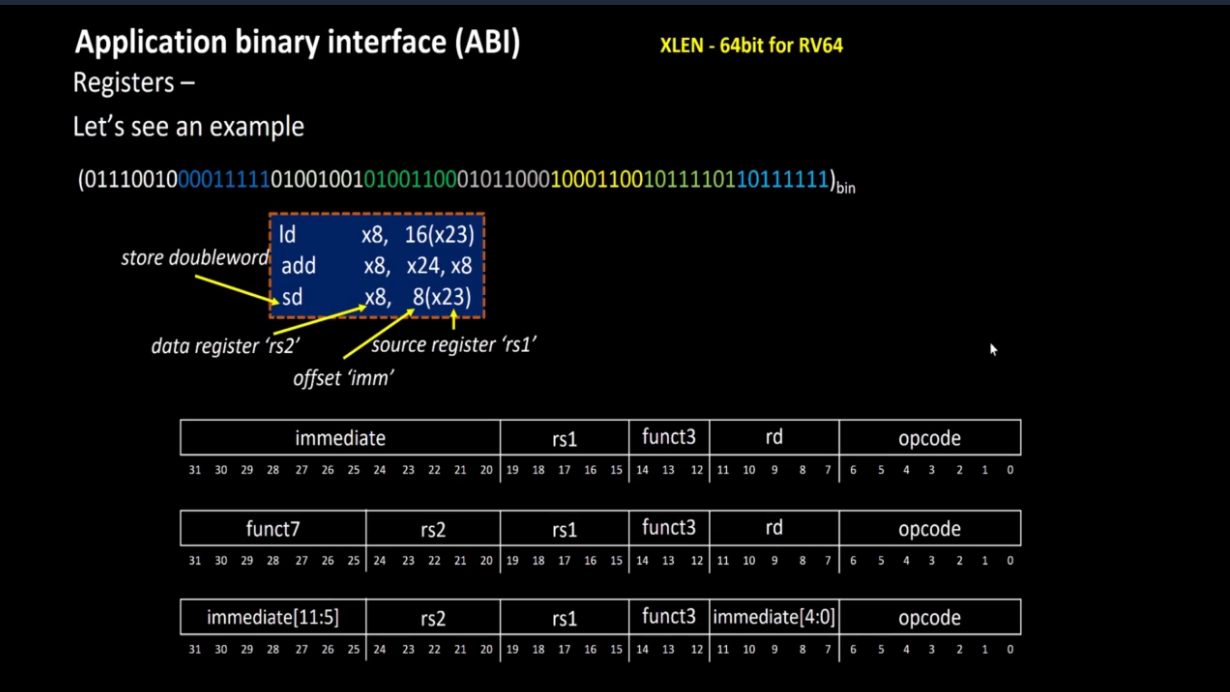 Application binary interface (ABI)
XLEN - 64bit for RV64
Registers –
Let's see an example
(0111001000011111010010010100110001011000100011001011110110111111)bin
ld x8, 16(x23)
store doubleword
add x8, x24, x8
sd x8, 8(x23)
data register 'rs2'
source register 'rs1'
offset 'imm'
immediate rs1 funct3 rd opcode
31 30 29 28 27 26 25 24 23 22 21 20 19 18 17 16 15 14 13 12 11 10 9 8 7 6 5 4 3 2 1 0
funct7 rs2 rs1 funct3 rd opcode
31 30 29 28 27 26 25 24 23 22 21 20 19 18 17 16 15 14 13 12 11 10 9 8 7 6 5 4 3 2 1 0
immediate[11:5] rs2 rs1 funct3 immediate[4:0] opcode
31 30 29 28 27 26 25 24 23 22 21 20 19 18 17 16 15 14 13 12 11 10 9 8 7 6 5 4 3 2 1 0